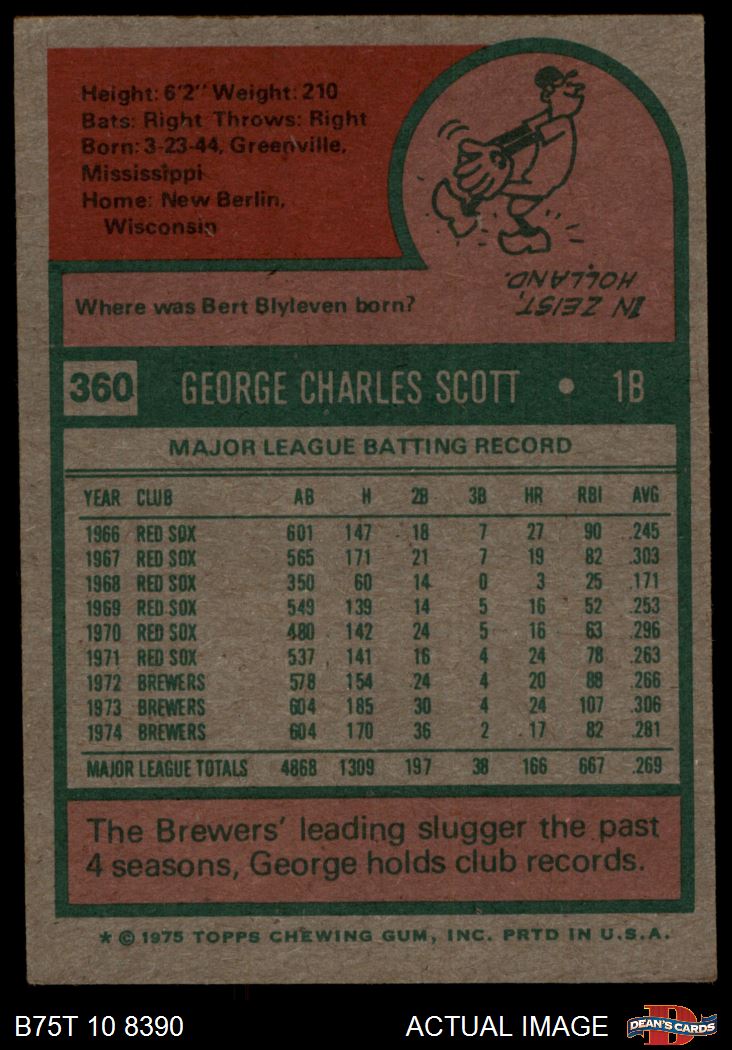 Height: 6'2" Weight: 210
Bats: Right Throws: Right
Born: 3-23-44, Greenville,
Mississippi
Home: New Berlin,
Wisconsin
Where was Bert Blyleven born?
IN ZEIST,
HOLLAND.
360 GEORGE CHARLES SCOTT • 1B
MAJOR LEAGUE BATTING RECORD
YEAR CLUB AB H 2B 3B HR RBI AVG
1966 RED SOX 601 147 18 7 27 90 .245
1967 RED SOX 565 171 21 7 19 82 .303
1968 RED SOX 350 60 14 0 3 25 .171
1969 RED SOX 549 139 14 5 16 52 .253
1970 RED SOX 480 142 24 5 16 63 .296
1971 RED SOX 537 141 16 4 24 78 .263
1972 BREWERS 578 154 24 4 20 88 .266
1973 BREWERS 604 185 30 4 24 107 .306
1974 BREWERS 604 170 36 2 17 82 .281
MAJOR LEAGUE TOTALS 4868 1309 197 38 166 667 .269
The Brewers' leading slugger the past
4 seasons, George holds club records.
* © 1975 TOPPS CHEWING GUM, INC. PRTD IN U.S.A.
B75T 10 8390 ACTUAL IMAGE DEAN'S CARDS